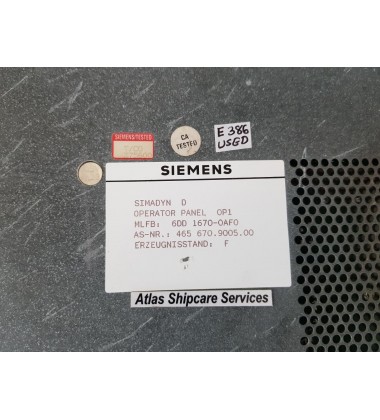 SIEMENS TESTED
CA
TESTED
E 386
USGD
SIEMENS
SIMADYN D
OPERATOR PANEL OP1
MLFB: 6DD 1670-0AF0
AS-NR.: 465 670.9005.00
ERZEUGNISSTAND: F
Atlas Shipcare Services